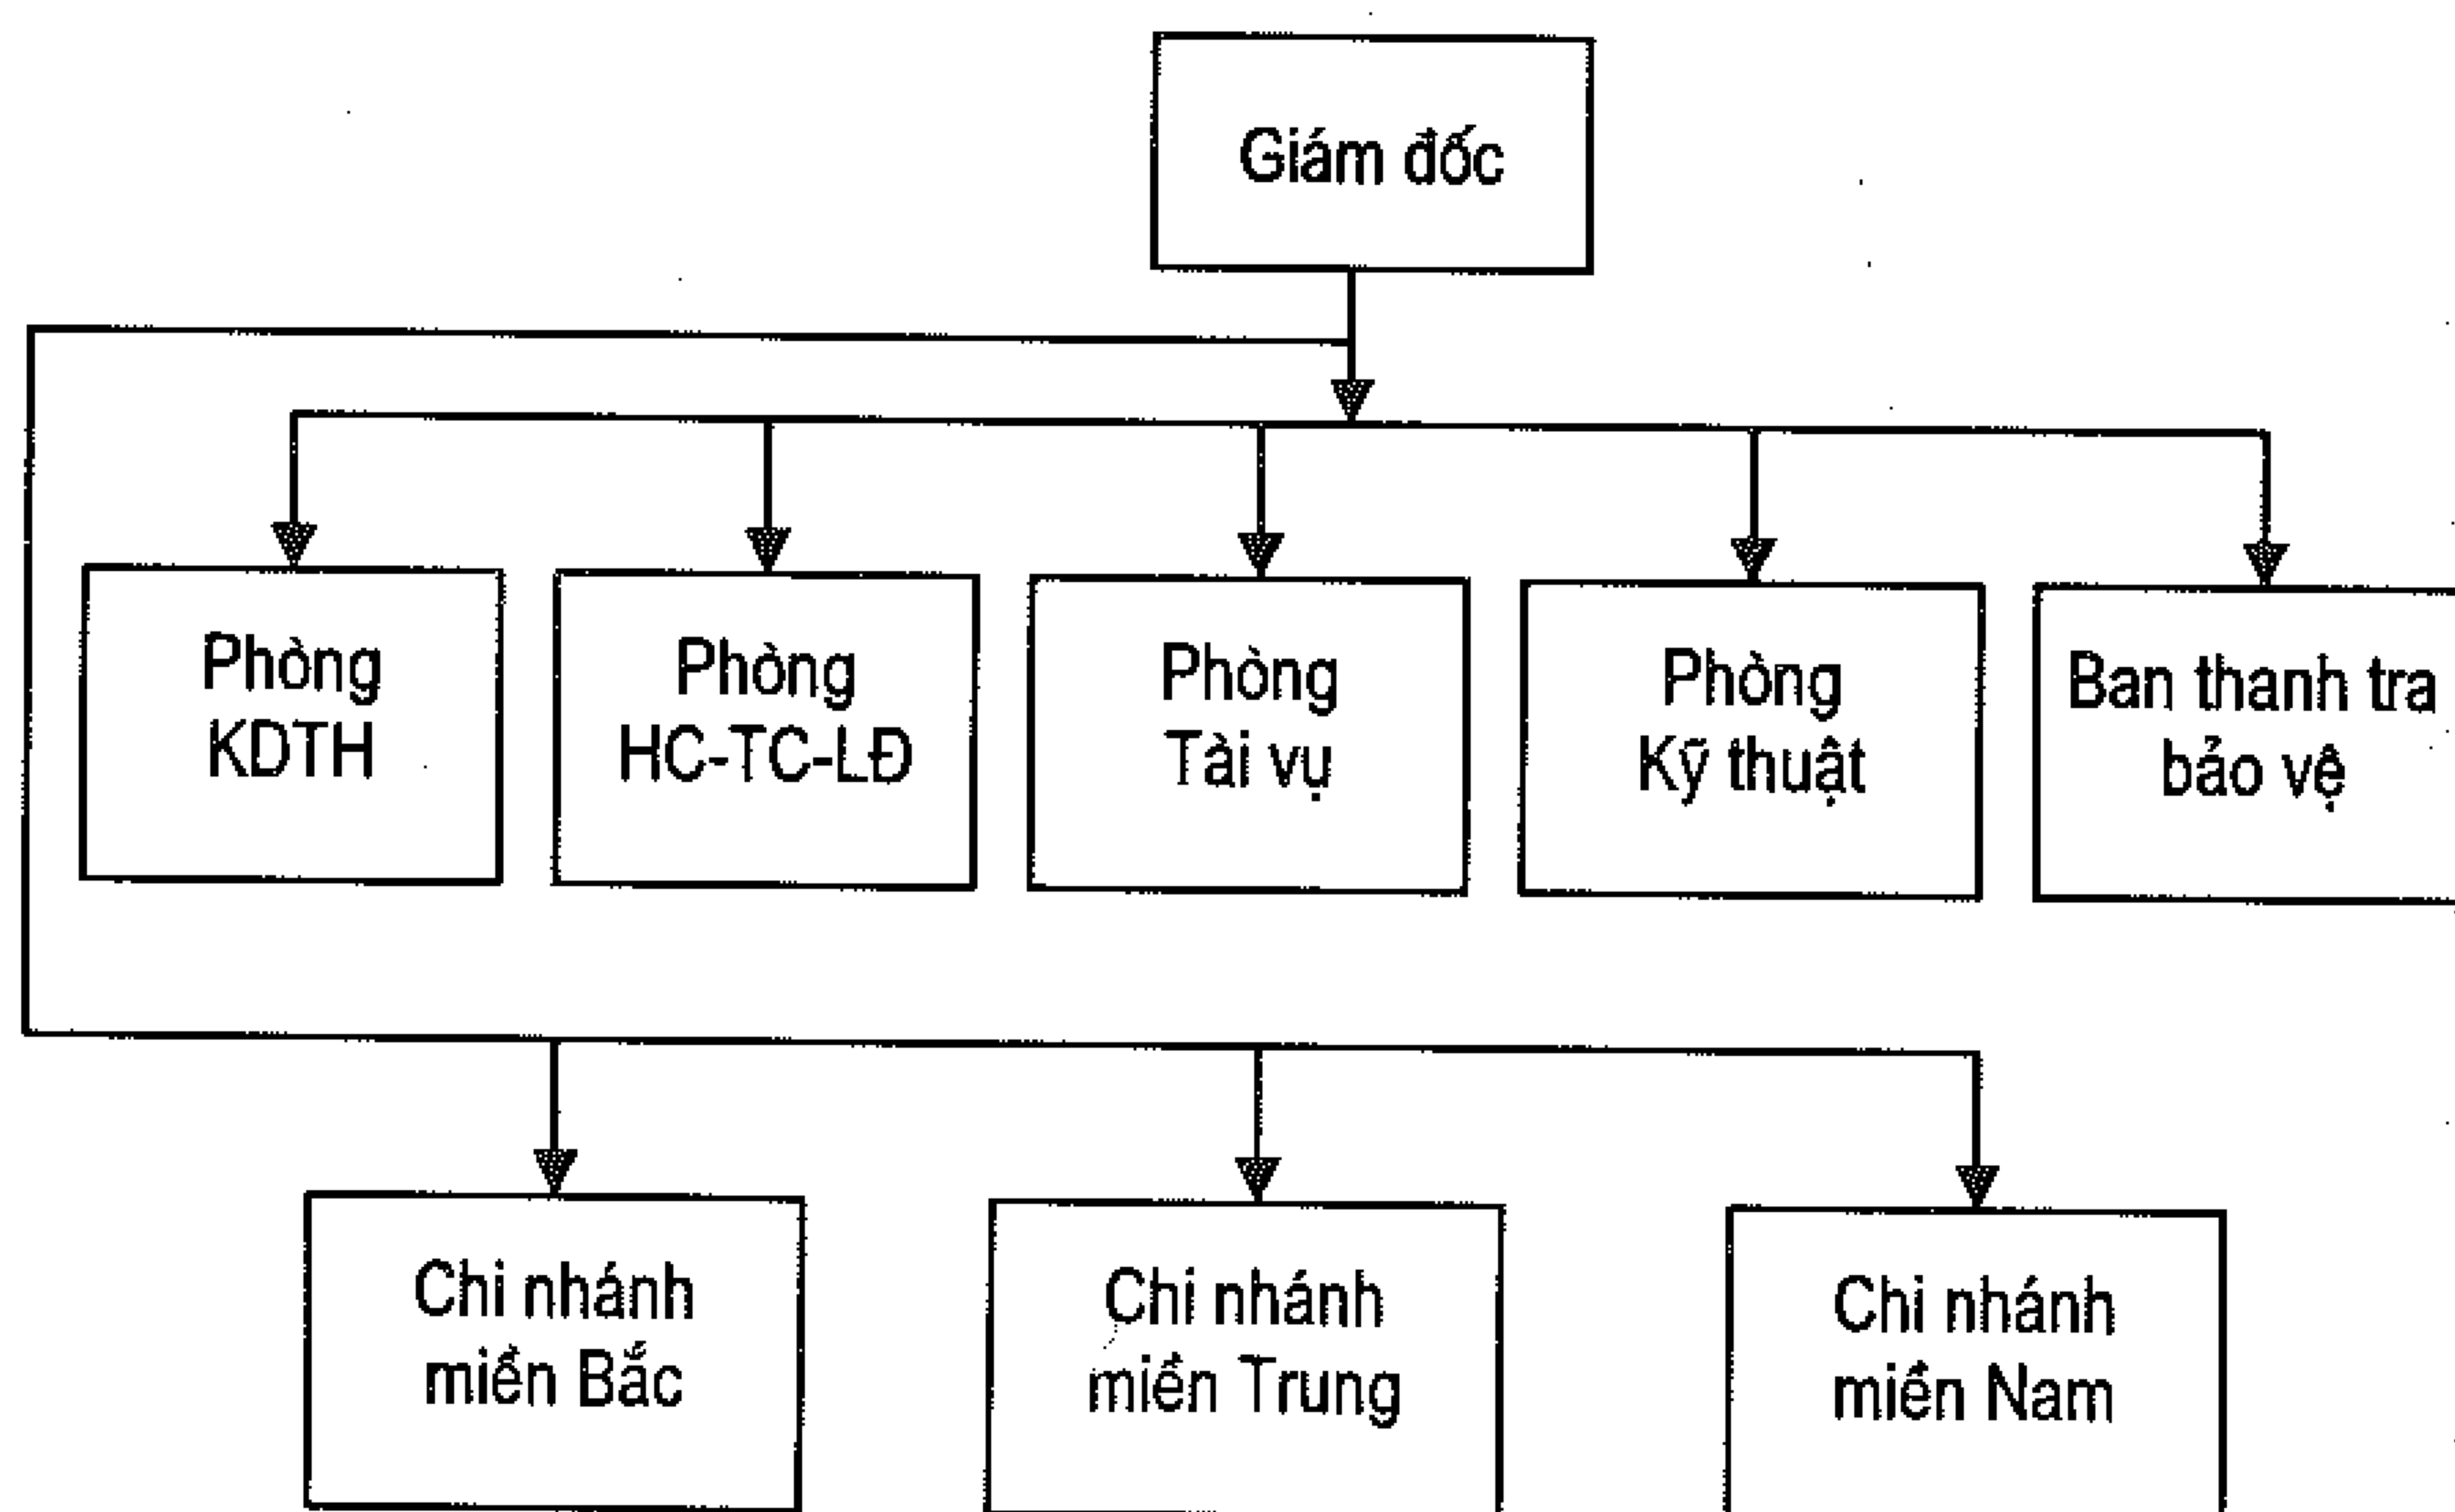 Giám đốc
Phòng
KDTH
Phòng
HC-TC-LĐ
Phòng
Tài vụ
Phòng
Kỹ thuật
Ban thanh tra
bảo vệ
Chi nhánh
miền Bắc
Chi nhánh
miền Trung
Chi nhánh
miền Nam